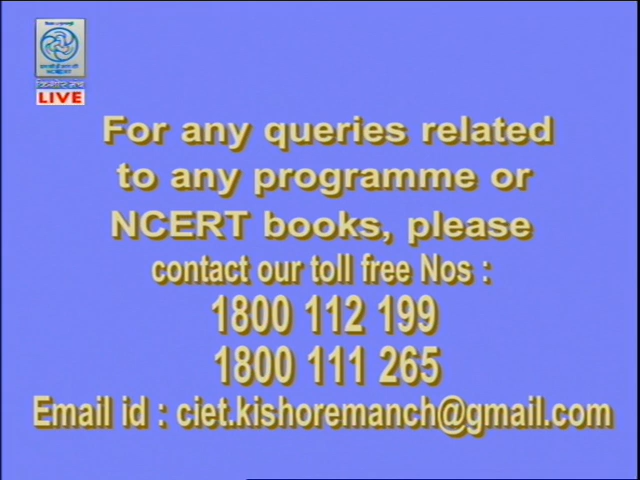 NCERT
किशोर मंच
LIVE
For any queries related
to any programme or
NCERT books, please
contact our toll free Nos :
1800 112 199
1800 111 265
Email id : ciet.kishoremanch@gmail.com